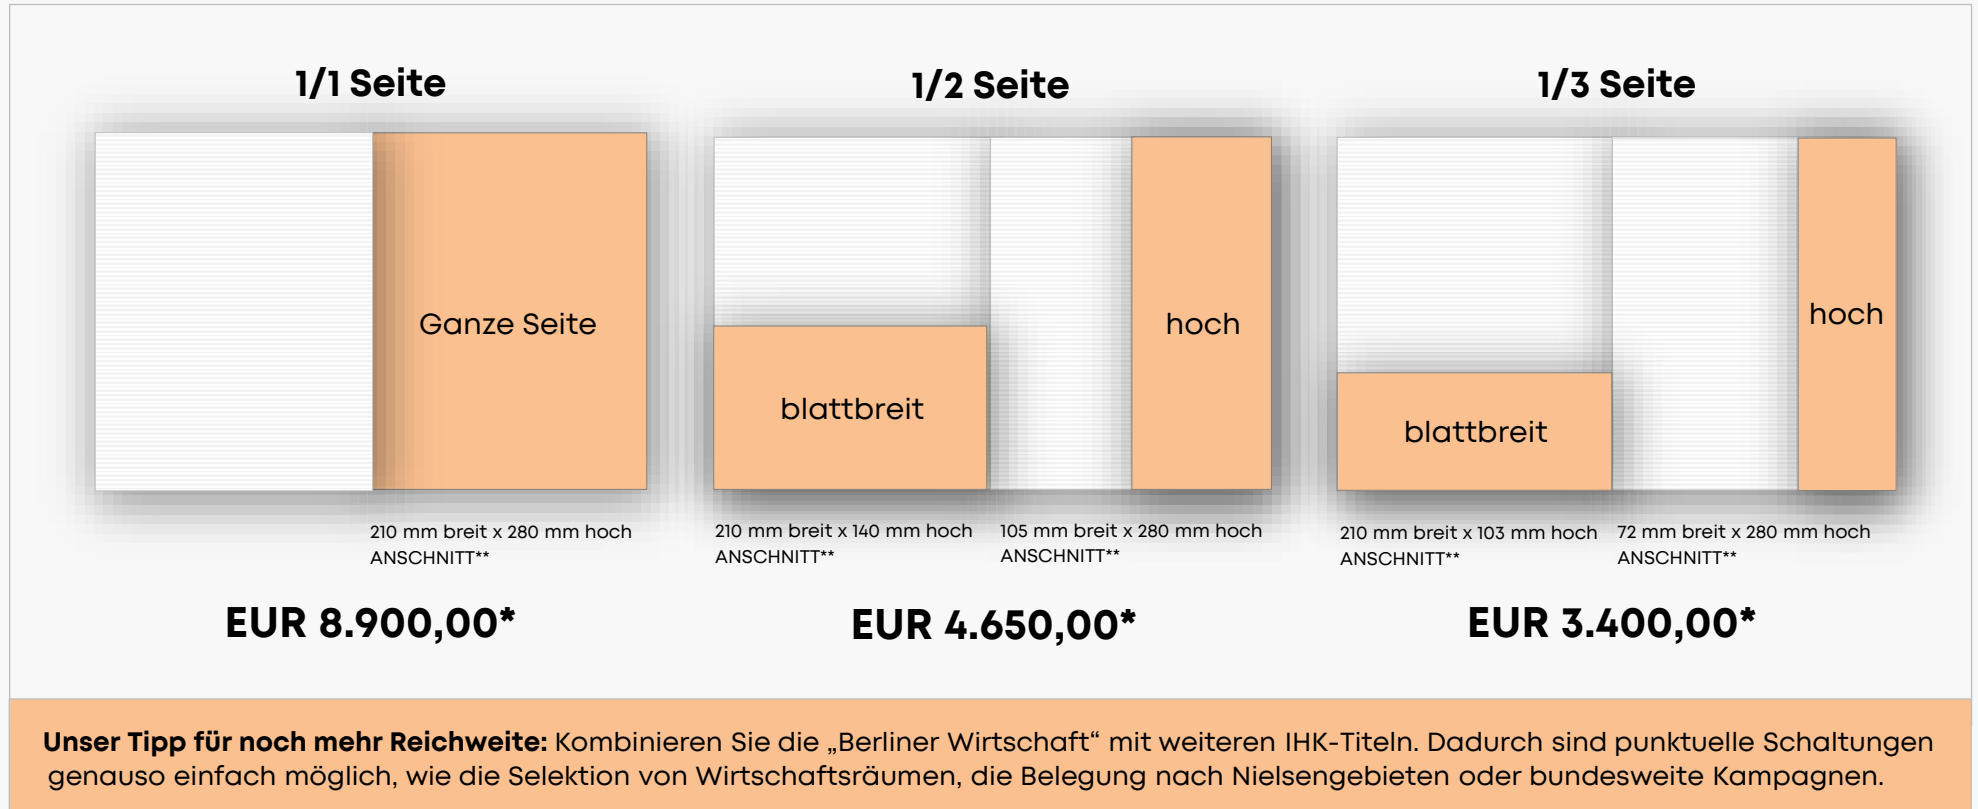 1/1 Seite
Ganze Seite
210 mm breit x 280 mm hoch
ANSCHNITT**
EUR 8.900,00*
1/2 Seite
blattbreit
hoch
210 mm breit x 140 mm hoch
ANSCHNITT**
105 mm breit x 280 mm hoch
ANSCHNITT**
EUR 4.650,00*
1/3 Seite
blattbreit
hoch
210 mm breit x 103 mm hoch
ANSCHNITT**
72 mm breit x 280 mm hoch
ANSCHNITT**
EUR 3.400,00*
Unser Tipp für noch mehr Reichweite: Kombinieren Sie die „Berliner Wirtschaft“ mit weiteren IHK-Titeln. Dadurch sind punktuelle Schaltungen
genauso einfach möglich, wie die Selektion von Wirtschaftsräumen, die Belegung nach Nielsengebieten oder bundesweite Kampagnen.